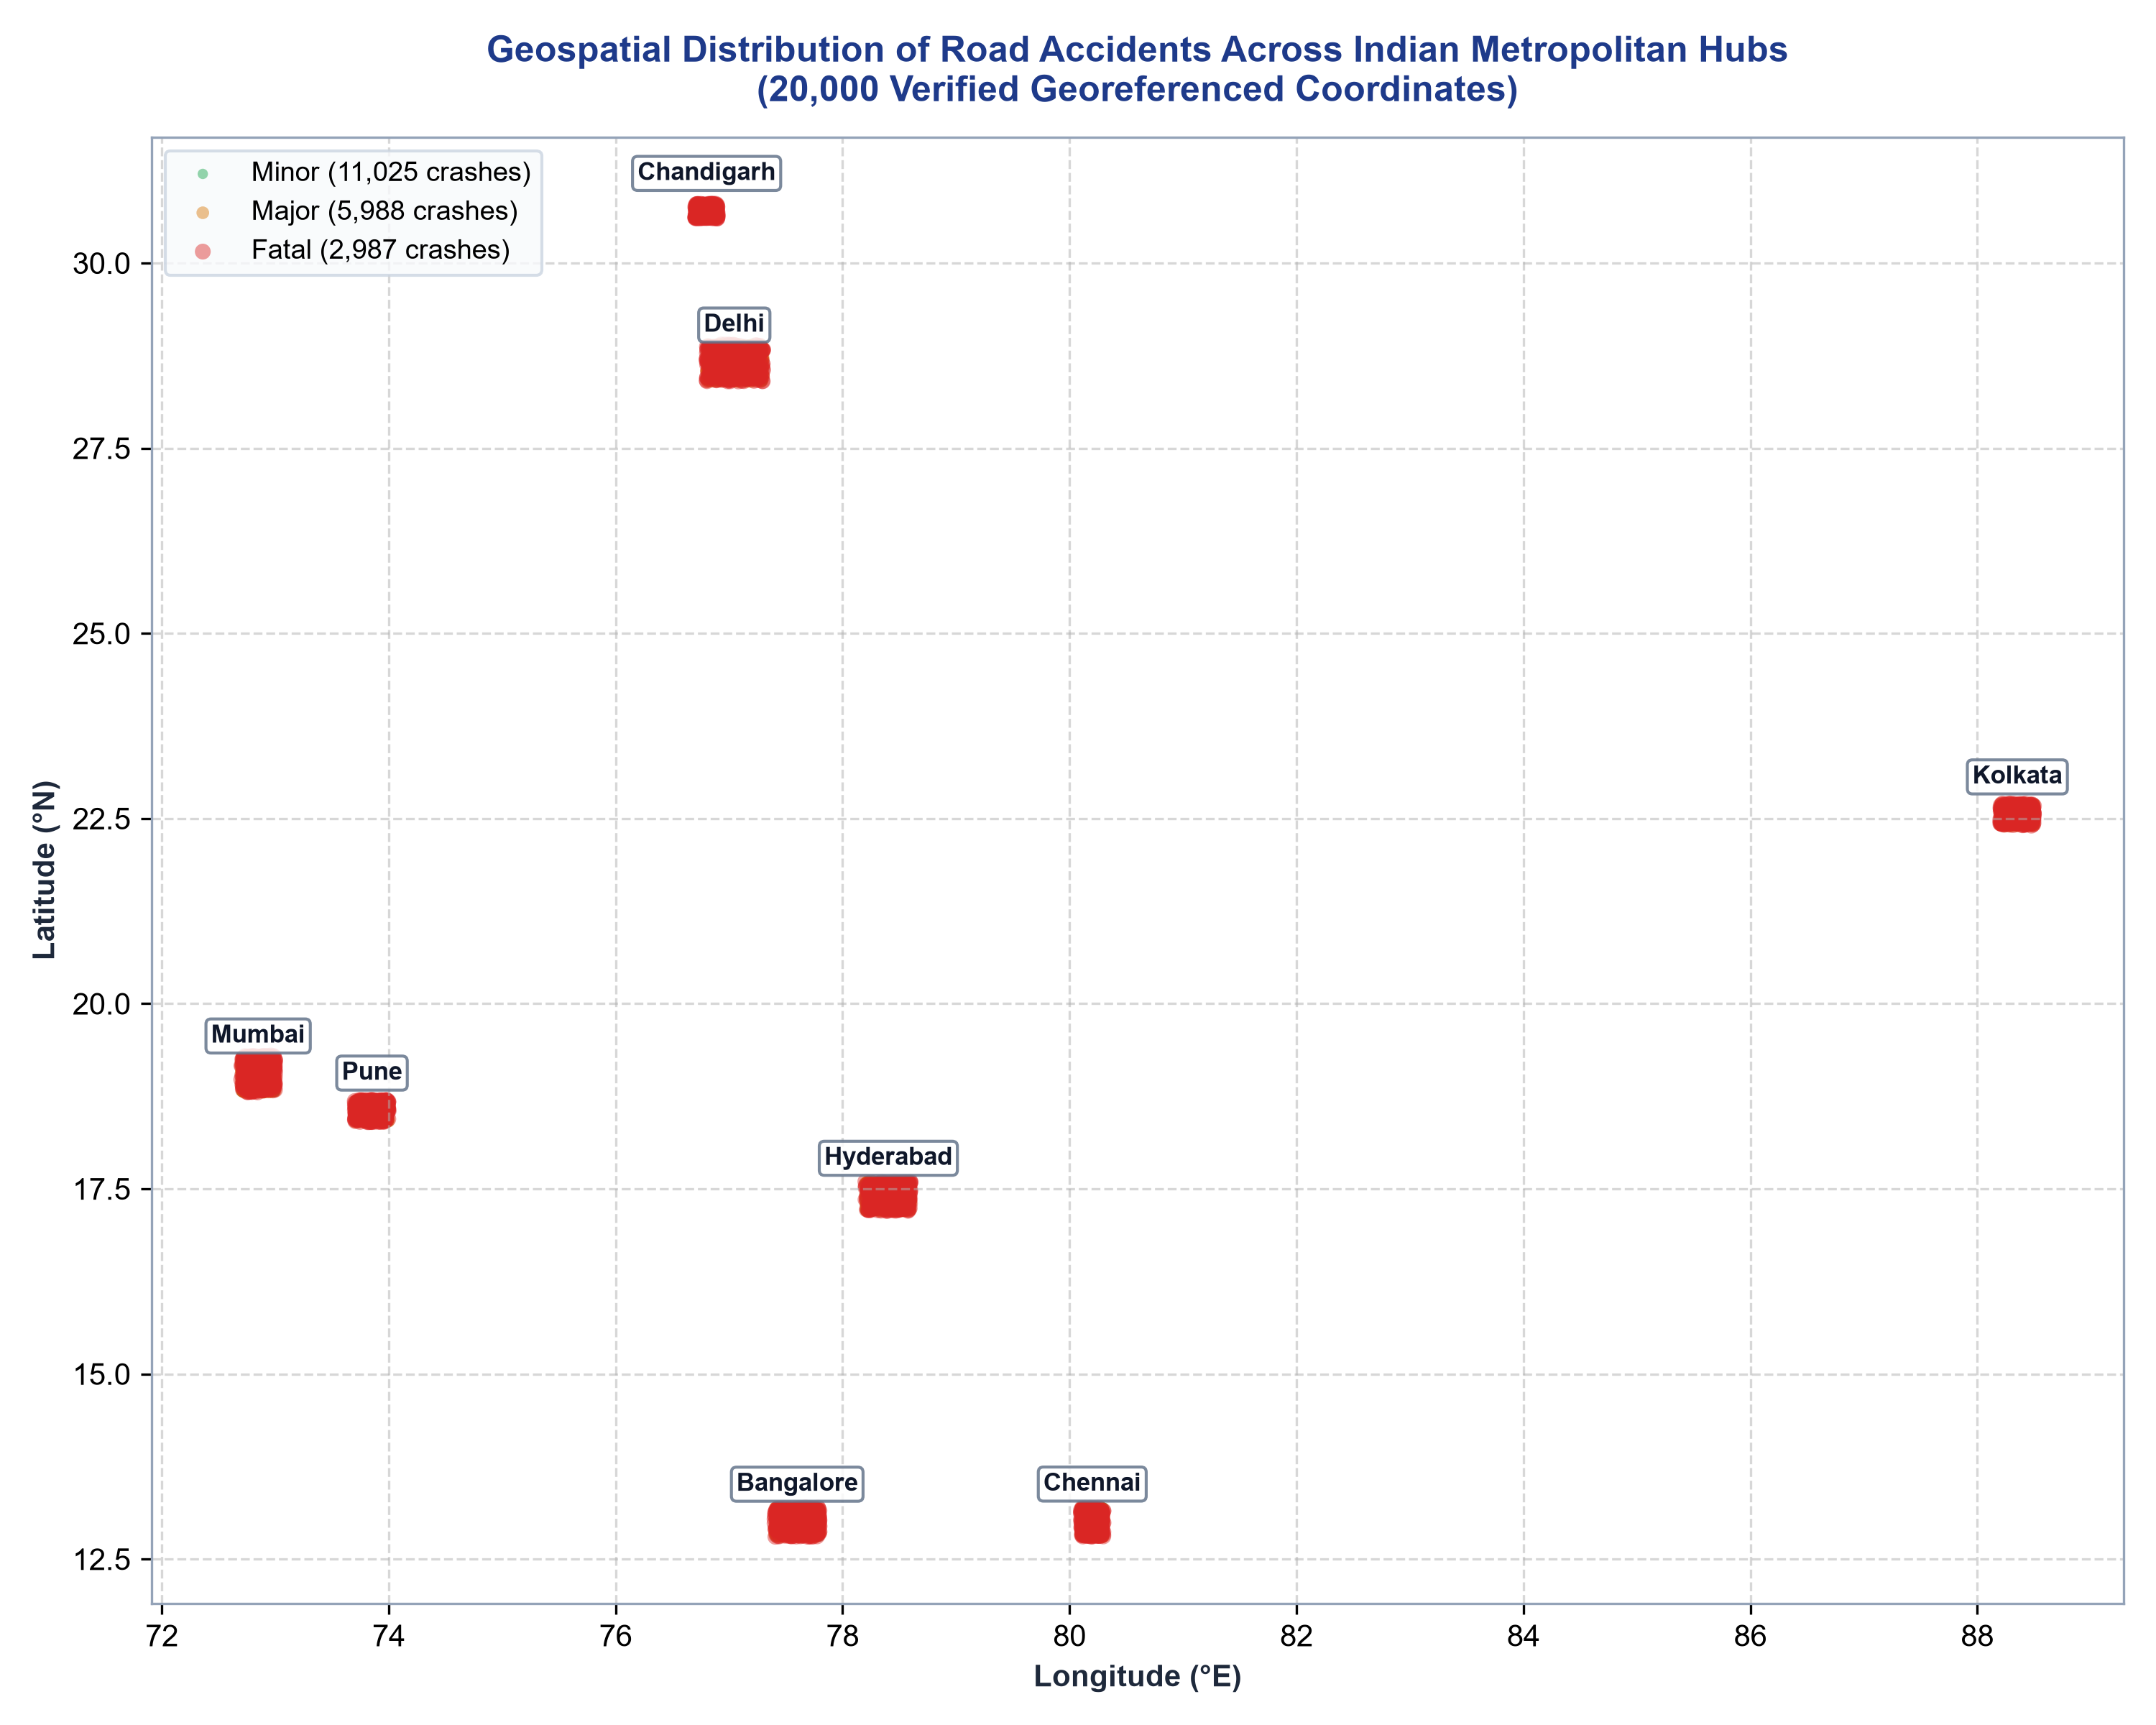 Geospatial Distribution of Road Accidents Across Indian Metropolitan Hubs
(20,000 Verified Georeferenced Coordinates)
Minor (11,025 crashes)
Major (5,988 crashes)
Fatal (2,987 crashes)
Chandigarh
Delhi
Kolkata
Mumbai
Pune
Hyderabad
Bangalore
Chennai
Latitude (°N)
30.0
27.5
25.0
22.5
20.0
17.5
15.0
12.5
72 74 76 78 80 82 84 86 88
Longitude (°E)